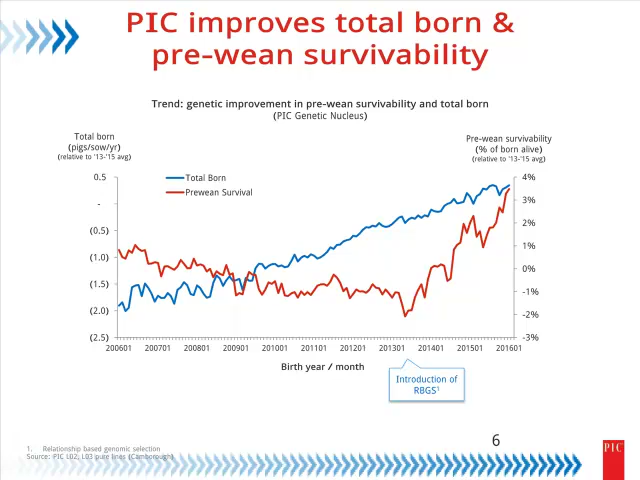 PIC improves total born &
pre-wean survivability
Trend: genetic improvement in pre-wean survivability and total born
(PIC Genetic Nucleus)
Total born
(pigs/sow/yr)
(relative to '13-'15 avg)
Pre-wean survivability
(% of born alive)
(relative to '13-'15 avg)
Total Born
Prewean Survival
0.5
-
(0.5)
(1.0)
(1.5)
(2.0)
(2.5)
4%
3%
2%
1%
0%
-1%
-2%
-3%
200601 200701 200801 200901 201001 201101 201201 201301 201401 201501 201601
Birth year / month
Introduction of
RBGS1
6
1. Relationship based genomic selection
Source: PIC L02, L03 pure lines (Camborough)
PIC